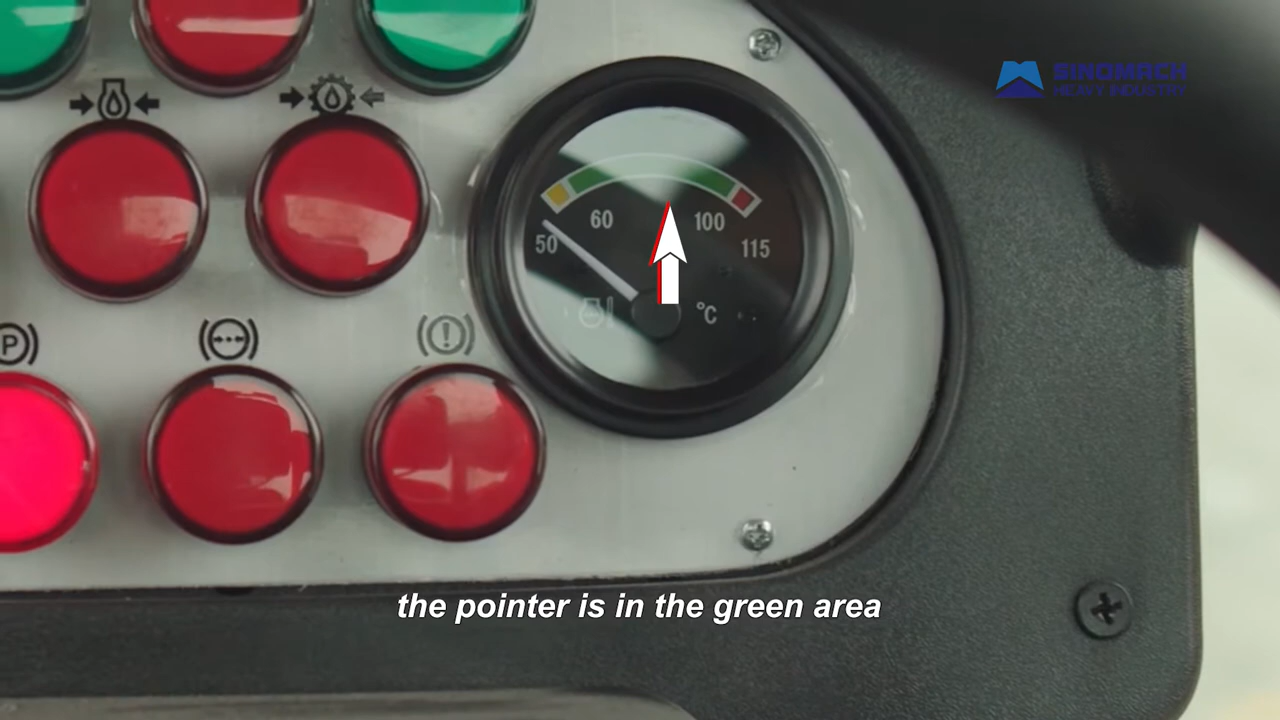 SINOMACH
HEAVY INDUSTRY
60
100
50
115
°C
P
!
the pointer is in the green area